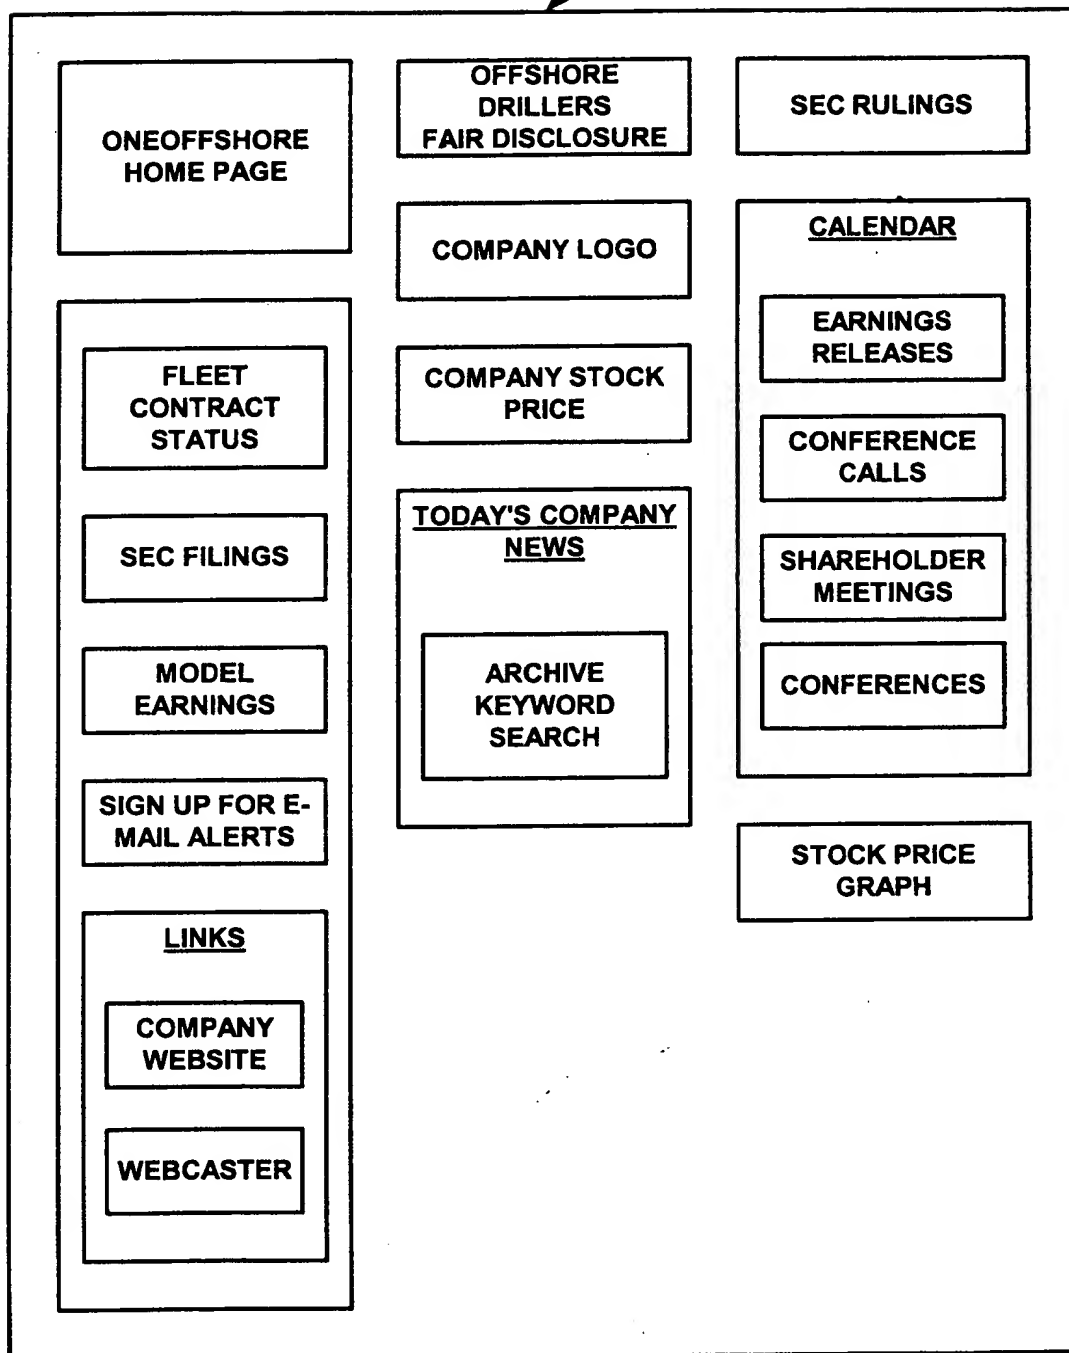 ONEOFFSHORE
HOME PAGE
FLEET
CONTRACT
STATUS
SEC FILINGS
MODEL
EARNINGS
SIGN UP FOR E-
MAIL ALERTS
LINKS
COMPANY
WEBSITE
WEBCASTER
OFFSHORE
DRILLERS
FAIR DISCLOSURE
COMPANY LOGO
COMPANY STOCK
PRICE
TODAY'S COMPANY
NEWS
ARCHIVE
KEYWORD
SEARCH
SEC RULINGS
CALENDAR
EARNINGS
RELEASES
CONFERENCE
CALLS
SHAREHOLDER
MEETINGS
CONFERENCES
STOCK PRICE
GRAPH